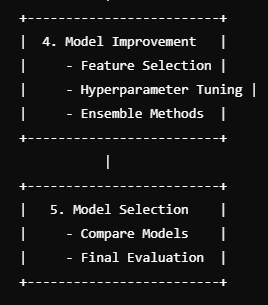 +-------------------------+
|  4. Model Improvement   |
|     - Feature Selection |
|     - Hyperparameter Tuning |
|     - Ensemble Methods  |
+-------------------------+
           |
+-------------------------+
|   5. Model Selection    |
|     - Compare Models    |
|     - Final Evaluation  |
+-------------------------+